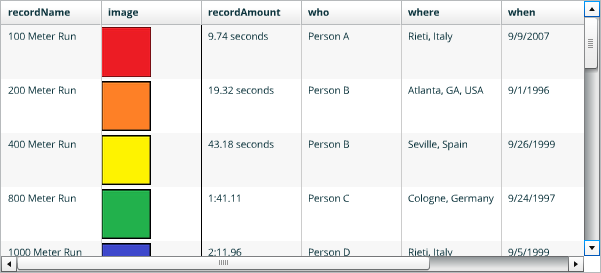 recordName image recordAmount who where when
100 Meter Run 9.74 seconds Person A Rieti, Italy 9/9/2007
200 Meter Run 19.32 seconds Person B Atlanta, GA, USA 9/1/1996
400 Meter Run 43.18 seconds Person B Seville, Spain 9/26/1999
800 Meter Run 1:41.11 Person C Cologne, Germany 9/24/1997
1000 Meter Run 2:11.96 Person D Rieti, Italy 9/5/1999